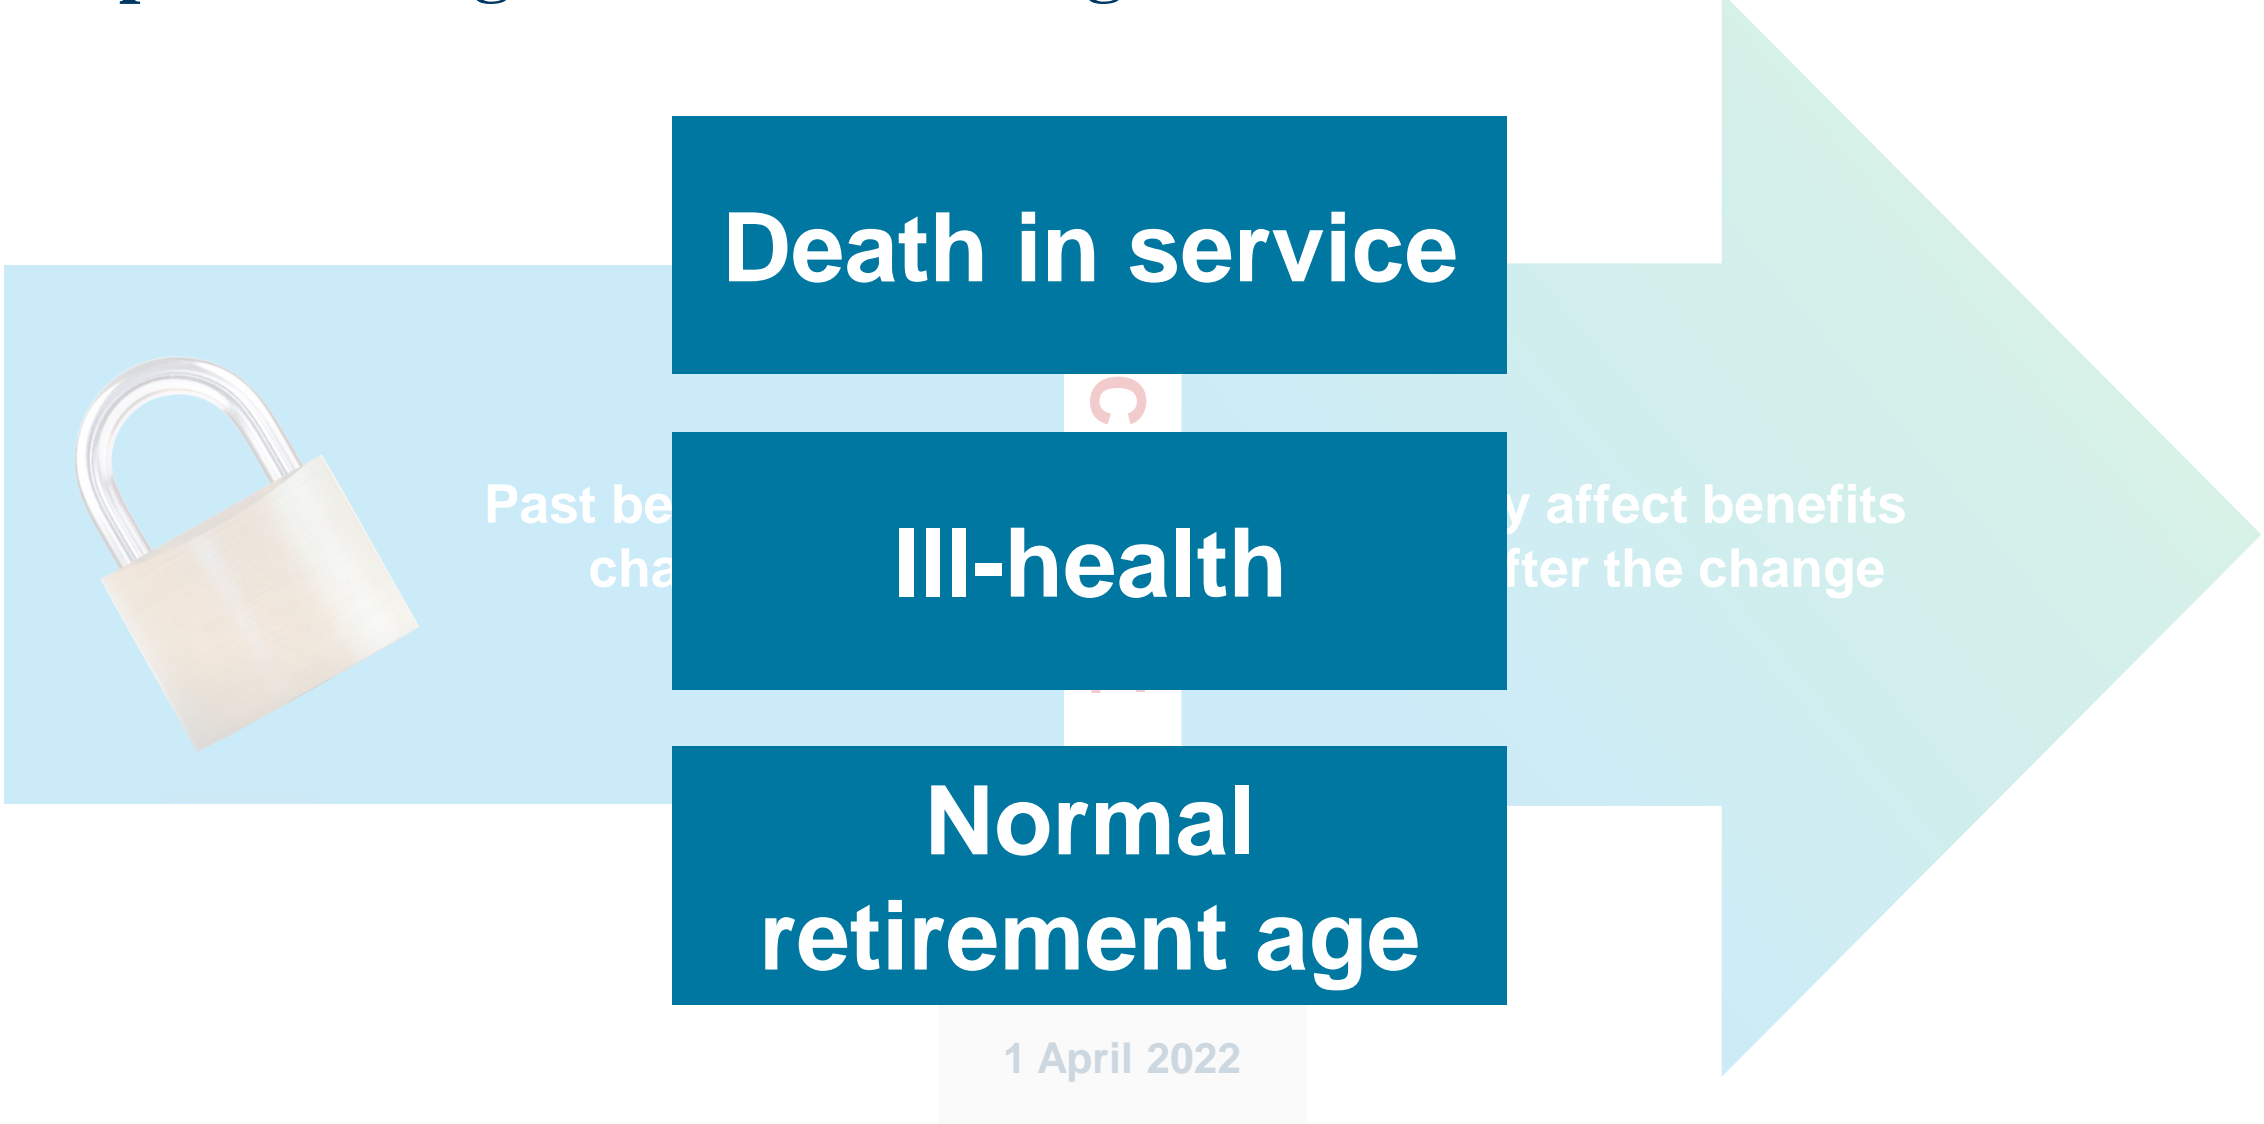 Death in service
C
Past be
y affect benefits
cha
fter the change
Ill-health
Normal
retirement age
1 April 2022